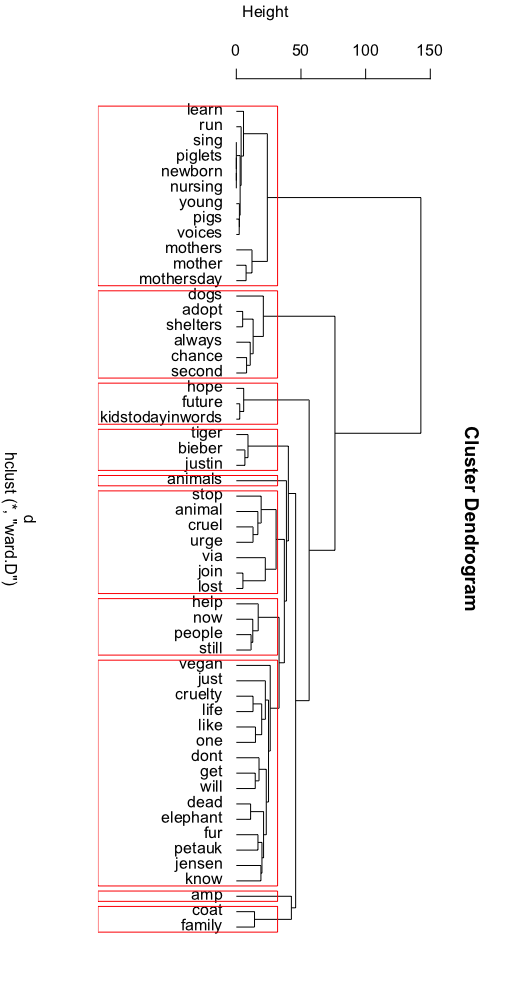 Height
0 50 100 150
learn
run
sing
piglets
newborn
nursing
young
pigs
voices
mothers
mother
mothersday
dogs
adopt
shelters
always
chance
second
hope
future
kidstodayinwords
tiger
bieber
justin
animals
stop
animal
cruel
urge
via
join
lost
help
now
people
still
vegan
just
cruelty
life
like
one
dont
get
will
dead
elephant
fur
petauk
jensen
know
amp
coat
family
Cluster Dendrogram
d
hclust (*, "ward.D")